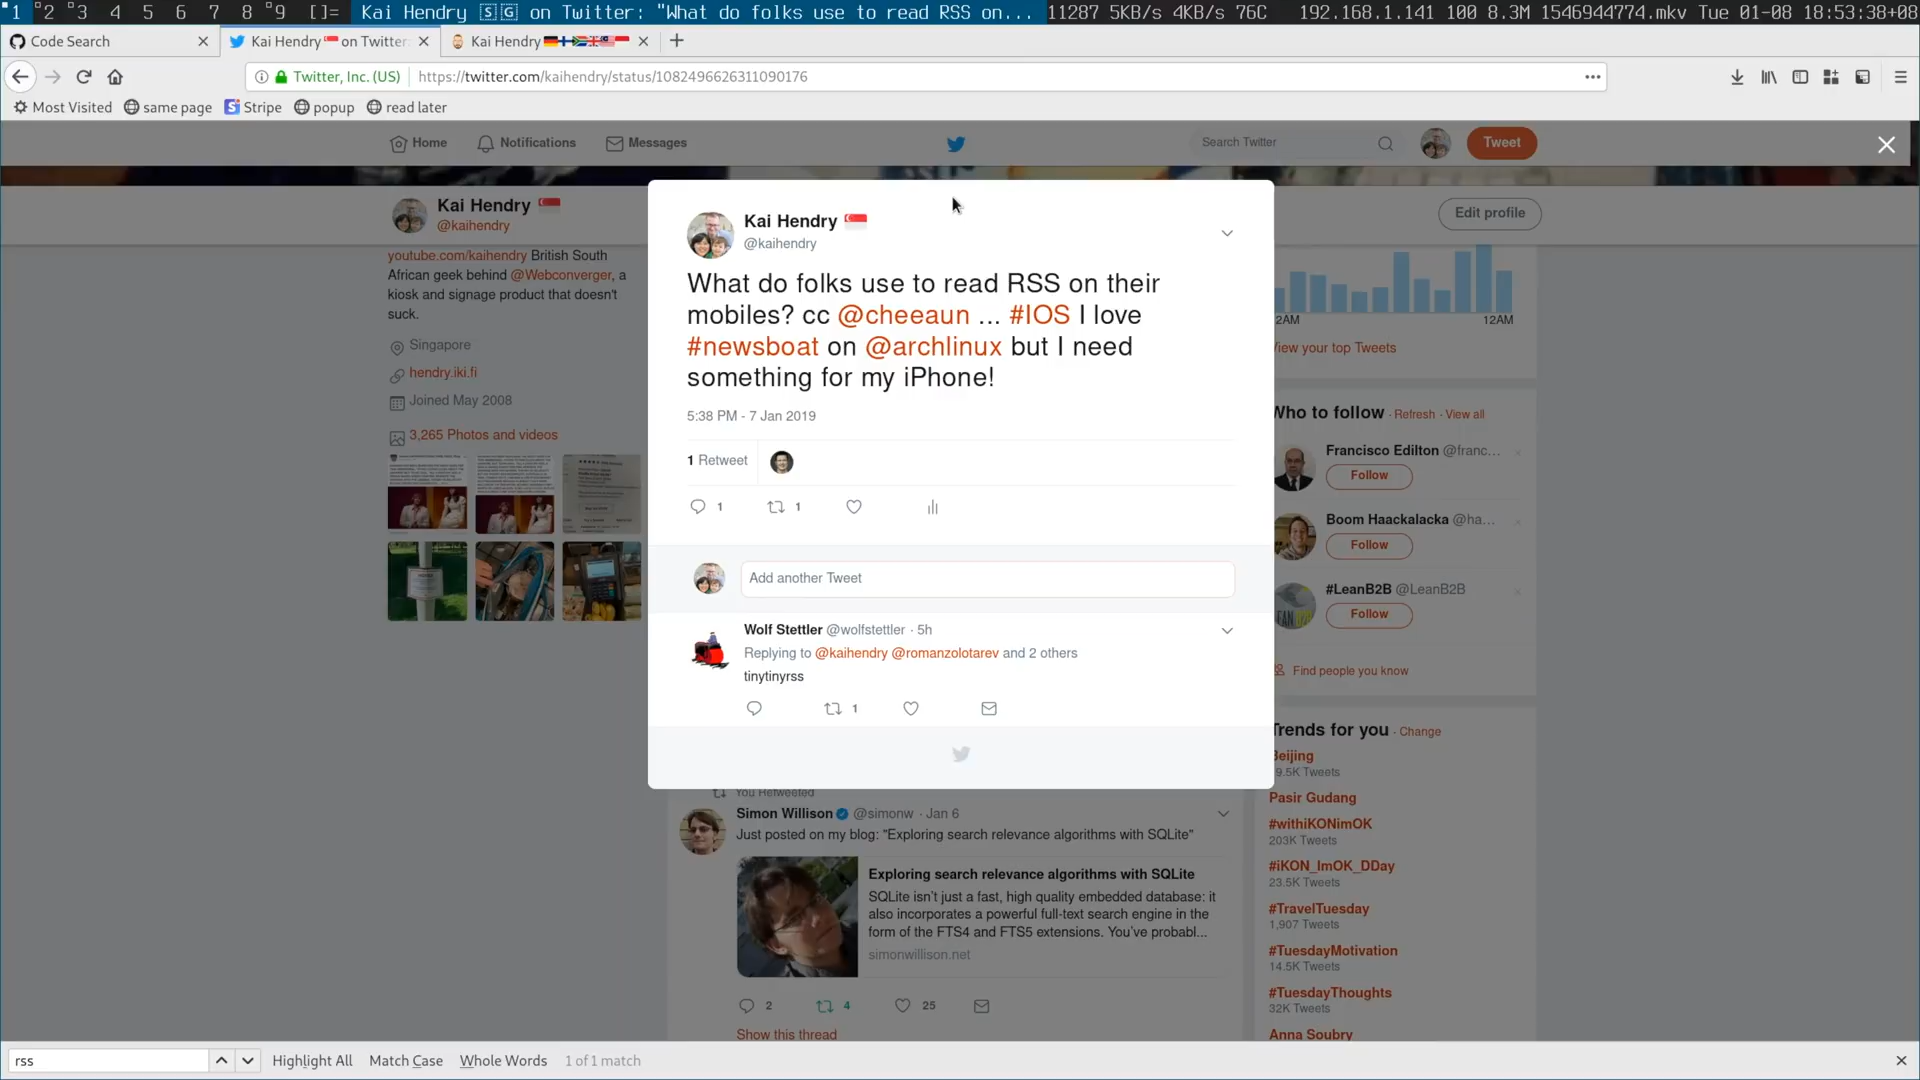 1 2 3 4 5 6 7 8 9 []= Kai Hendry 🇸🇬 on Twitter: "What do folks use to read RSS on... 11287 5KB/s 4KB/s 76C 192.168.1.141 100 8.3M 1546944774.mkv Tue 01-08 18:53:38+08
Code Search
Kai Hendry 🇸🇬 on Twitter:
Kai Hendry
Twitter, Inc. (US) https://twitter.com/kaihendry/status/1082496626311090176
Most Visited same page Stripe popup read later
Home Notifications Messages Search Twitter Tweet
Kai Hendry 🇸🇬
@kaihendry
Edit profile
youtube.com/kaihendry British South
African geek behind @Webconverger, a
kiosk and signage product that doesn't
suck.
Singapore
hendry.iki.fi
Joined May 2008
3,265 Photos and videos
Kai Hendry 🇸🇬
@kaihendry
What do folks use to read RSS on their
mobiles? cc @cheeaun ... #IOS I love
#newsboat on @archlinux but I need
something for my iPhone!
5:38 PM - 7 Jan 2019
1 Retweet
1 1
Add another Tweet
Wolf Stettler @wolfstettler · 5h
Replying to @kaihendry @romanzolotarev and 2 others
tinytinyrss
1
You Retweeted
Simon Willison @simonw · Jan 6
Just posted on my blog: "Exploring search relevance algorithms with SQLite"
Exploring search relevance algorithms with SQLite
SQLite isn't just a fast, high quality embedded database: it
also incorporates a powerful full-text search engine in the
form of the FTS4 and FTS5 extensions. You've probabl...
simonwillison.net
2 4 25
Show this thread
2AM 12AM
View your top Tweets
Who to follow · Refresh · View all
Francisco Edilton @franc...
Follow
Boom Haackalacka @ha...
Follow
#LeanB2B @LeanB2B
Follow
Find people you know
Trends for you · Change
Beijing
9.5K Tweets
Pasir Gudang
#withiKONimOK
203K Tweets
#iKON_ImOK_DDay
23.5K Tweets
#TravelTuesday
1,907 Tweets
#TuesdayMotivation
14.5K Tweets
#TuesdayThoughts
32K Tweets
Anna Soubry
rss Highlight All Match Case Whole Words 1 of 1 match